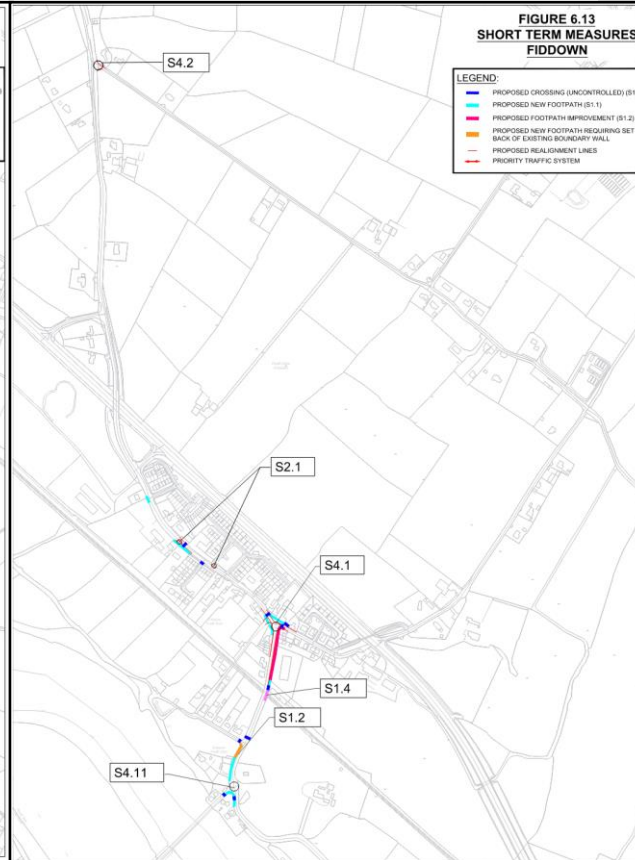 FIGURE 6.13
SHORT TERM MEASURES
FIDDOWN
LEGEND:
PROPOSED CROSSING (UNCONTROLLED) (S1
PROPOSED NEW FOOTPATH (S1.1)
PROPOSED FOOTPATH IMPROVEMENT (S1.2)
PROPOSED NEW FOOTPATH REQUIRING SET
BACK OF EXISTING BOUNDARY WALL
PROPOSED REALIGNMENT LINES
PRIORITY TRAFFIC SYSTEM
S4.2
S2.1
S4.1
S1.4
S1.2
S4.11